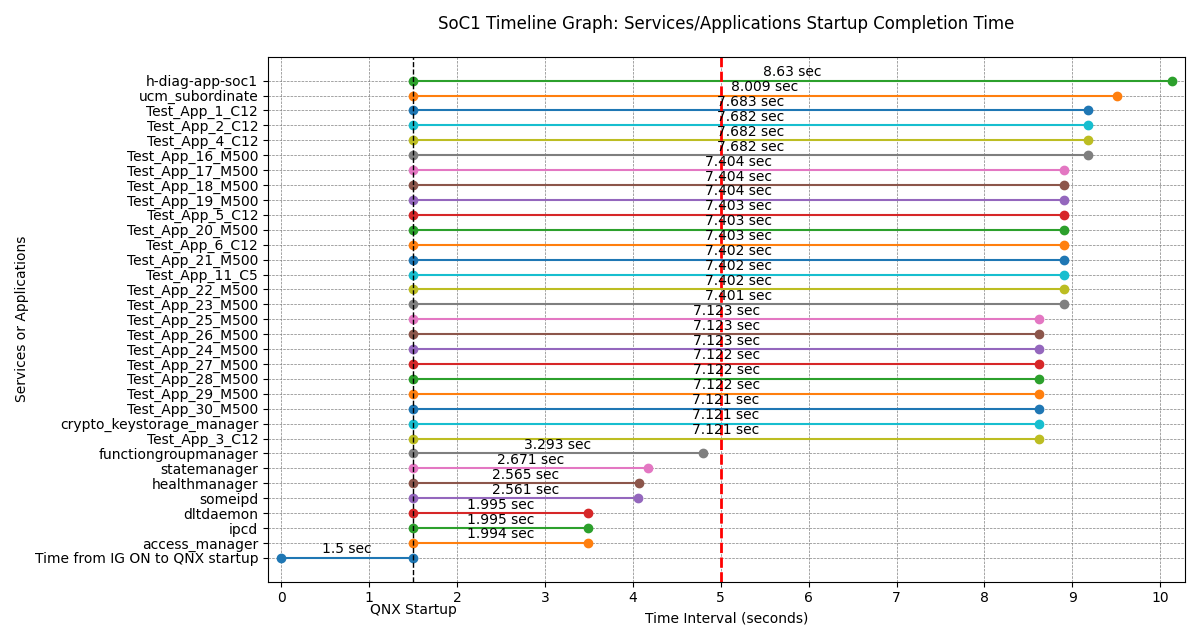 SoC1 Timeline Graph: Services/Applications Startup Completion Time
Services or Applications
h-diag-app-soc1 8.63 sec
ucm_subordinate 8.009 sec
Test_App_1_C12 7.683 sec
Test_App_2_C12 7.682 sec
Test_App_4_C12 7.682 sec
Test_App_16_M500 7.682 sec
Test_App_17_M500 7.404 sec
Test_App_18_M500 7.404 sec
Test_App_19_M500 7.404 sec
Test_App_5_C12 7.403 sec
Test_App_20_M500 7.403 sec
Test_App_6_C12 7.403 sec
Test_App_21_M500 7.402 sec
Test_App_11_C5 7.402 sec
Test_App_22_M500 7.402 sec
Test_App_23_M500 7.401 sec
Test_App_25_M500 7.123 sec
Test_App_26_M500 7.123 sec
Test_App_24_M500 7.123 sec
Test_App_27_M500 7.122 sec
Test_App_28_M500 7.122 sec
Test_App_29_M500 7.122 sec
Test_App_30_M500 7.121 sec
crypto_keystorage_manager 7.121 sec
Test_App_3_C12 7.121 sec
functiongroupmanager 3.293 sec
statemanager 2.671 sec
healthmanager 2.565 sec
someipd 2.561 sec
dltdaemon 1.995 sec
ipcd 1.995 sec
access_manager 1.994 sec
Time from IG ON to QNX startup 1.5 sec
0 1 2 3 4 5 6 7 8 9 10
QNX Startup
Time Interval (seconds)